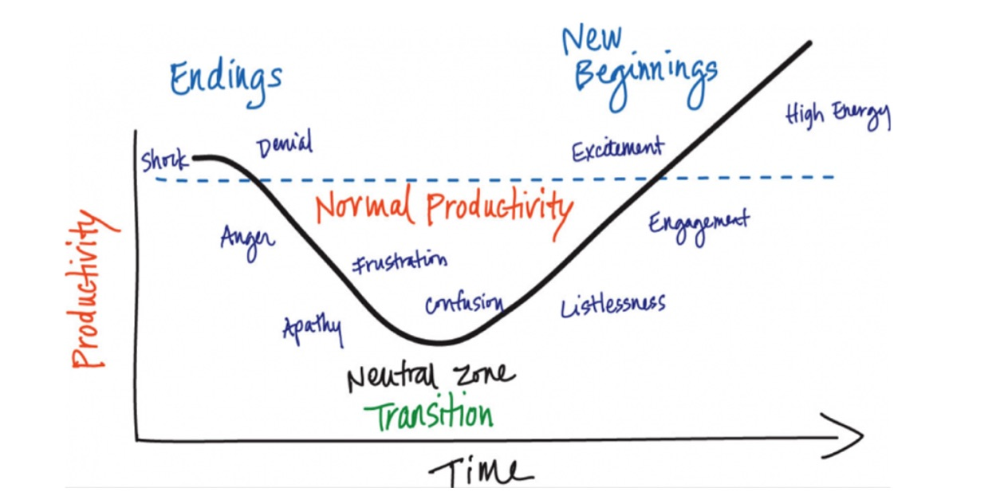 New
Beginnings
Endings
High Energy
Denial
Excitement
Shock
Normal Productivity
Productivity
Engagement
Anger
Frustration
Confusion
Listlessness
Apathy
Neutral Zone
Transition
Time